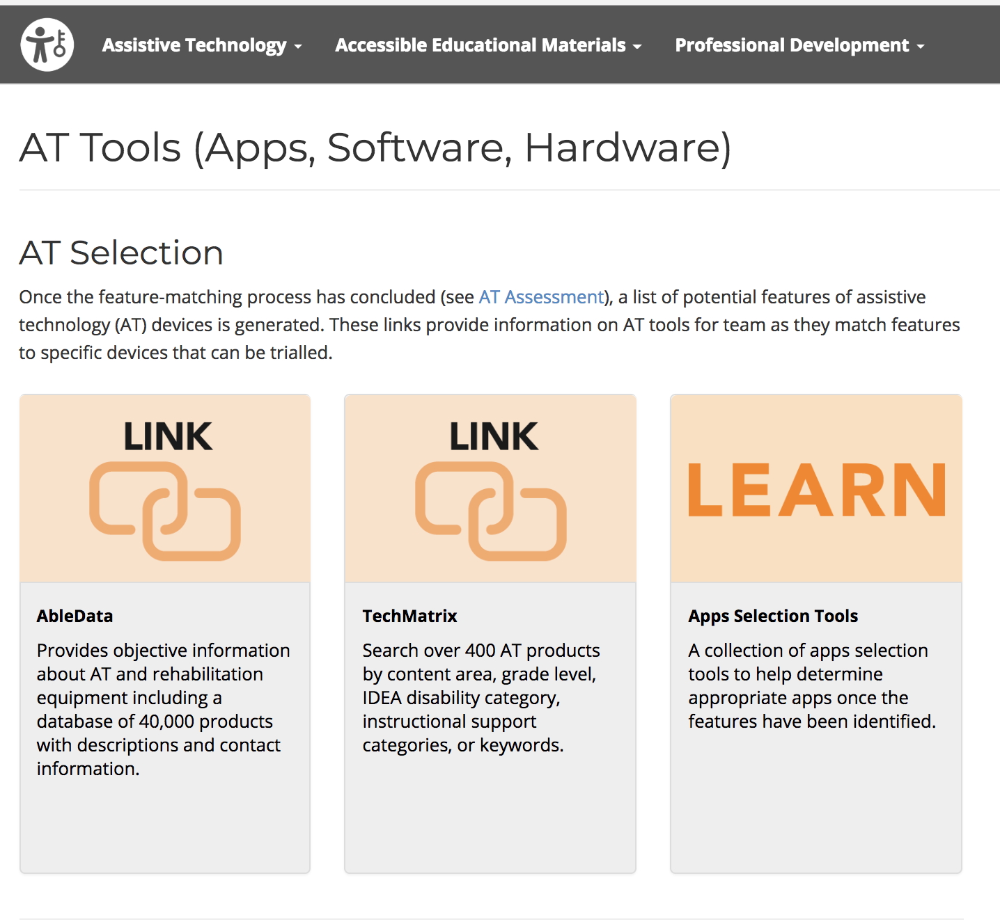 Assistive Technology
Accessible Educational Materials
Professional Development
AT Tools (Apps, Software, Hardware)
AT Selection
Once the feature-matching process has concluded (see AT Assessment), a list of potential features of assistive
technology (AT) devices is generated. These links provide information on AT tools for team as they match features
to specific devices that can be trialled.
LINK
AbleData
Provides objective information
about AT and rehabilitation
equipment including a
database of 40,000 products
with descriptions and contact
information.
LINK
TechMatrix
Search over 400 AT products
by content area, grade level,
IDEA disability category,
instructional support
categories, or keywords.
LEARN
Apps Selection Tools
A collection of apps selection
tools to help determine
appropriate apps once the
features have been identified.